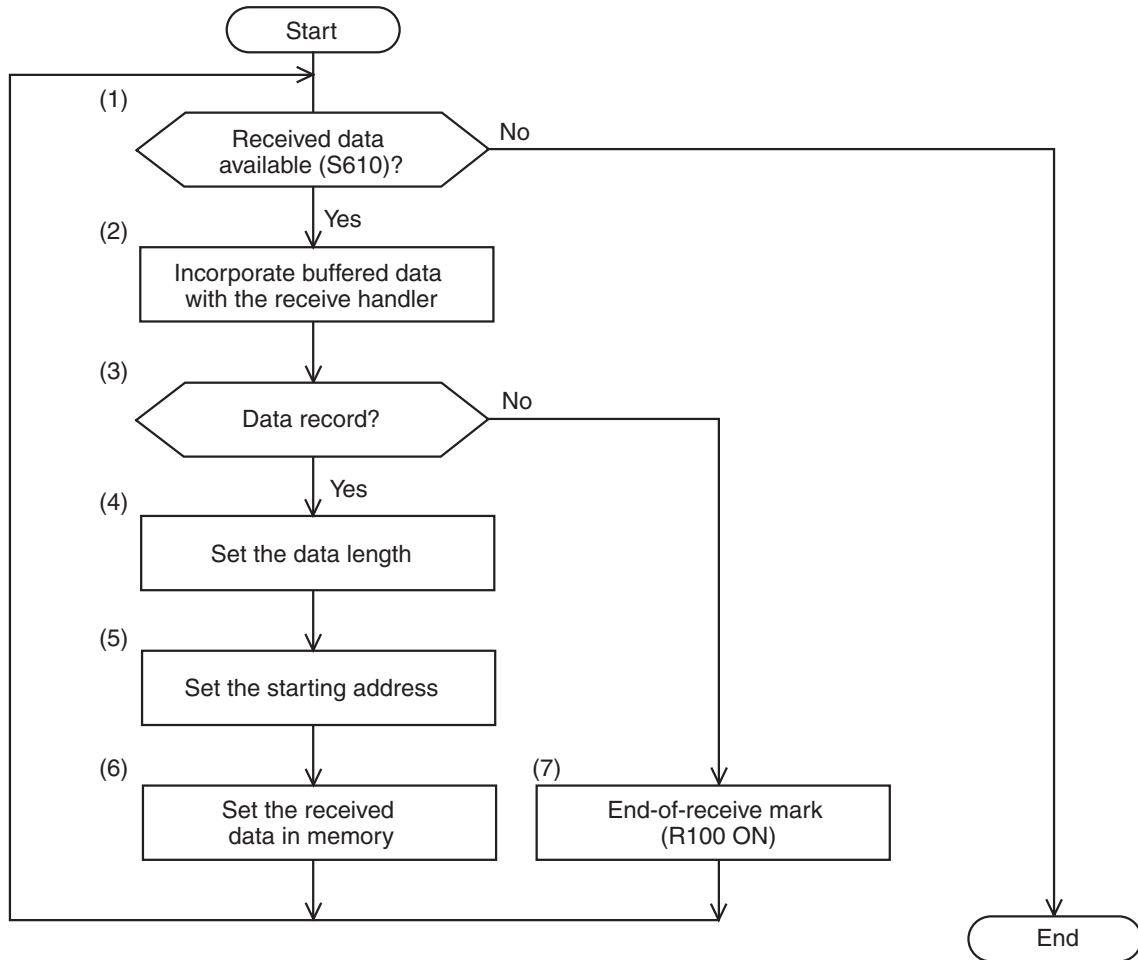 Start
(1)
Received data
available (S610)?
No
Yes
(2)
Incorporate buffered data
with the receive handler
(3)
Data record?
No
Yes
(4)
Set the data length
(5)
Set the starting address
(6)
Set the received
data in memory
(7)
End-of-receive mark
(R100 ON)
End